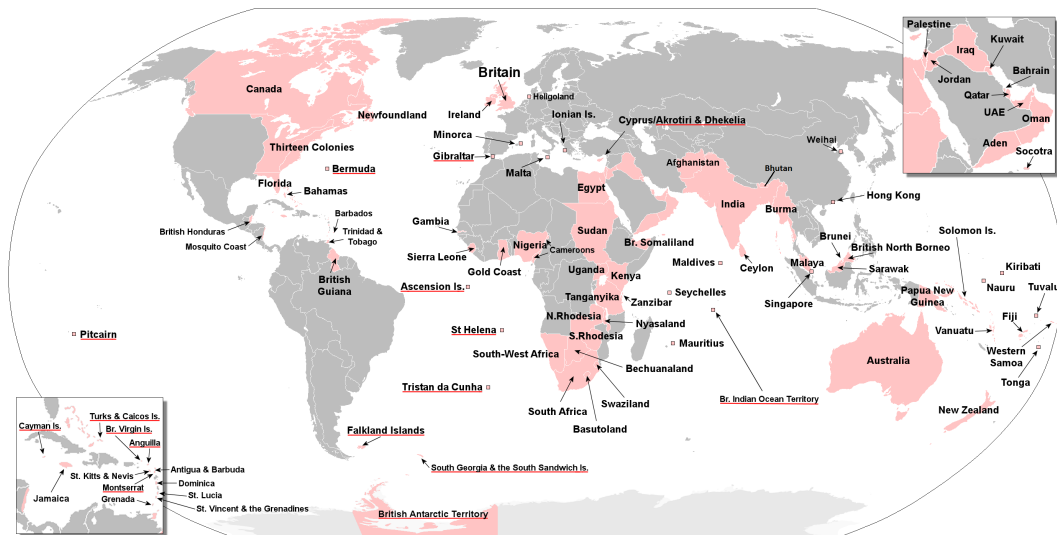 Palestine
Kuwait
Iraq
Bahrain
Jordan
Qatar
UAE
Oman
Aden
Socotra
Canada
Newfoundland
Britain
Heligoland
Ireland
Ionian Is.
Cyprus/Akrotiri & Dhekelia
Minorca
Gibraltar
Malta
Weihai
Thirteen Colonies
Bermuda
Afghanistan
Bhutan
Florida
Bahamas
Egypt
India
Burma
Hong Kong
Barbados
British Honduras
Trinidad &
Tobago
Mosquito Coast
Gambia
Sierra Leone
Gold Coast
Nigeria
Cameroons
Sudan
Br. Somaliland
Maldives
Ceylon
Brunei
British North Borneo
Malaya
Sarawak
Singapore
Solomon Is.
Kiribati
Nauru
Tuvalu
British
Guiana
Ascension Is.
Uganda
Kenya
Tanganyika
Zanzibar
Seychelles
Papua New
Guinea
Pitcairn
St Helena
N.Rhodesia
Nyasaland
S.Rhodesia
Mauritius
Fiji
Vanuatu
Western
Samoa
Tonga
South-West Africa
Bechuanaland
Australia
Tristan da Cunha
Swaziland
South Africa
Basutoland
Br. Indian Ocean Territory
New Zealand
Falkland Islands
South Georgia & the South Sandwich Is.
British Antarctic Territory
Turks & Caicos Is.
Cayman Is.
Br. Virgin Is.
Anguilla
St. Kitts & Nevis
Antigua & Barbuda
Montserrat
Dominica
Jamaica
Grenada
St. Lucia
St. Vincent & the Grenadines